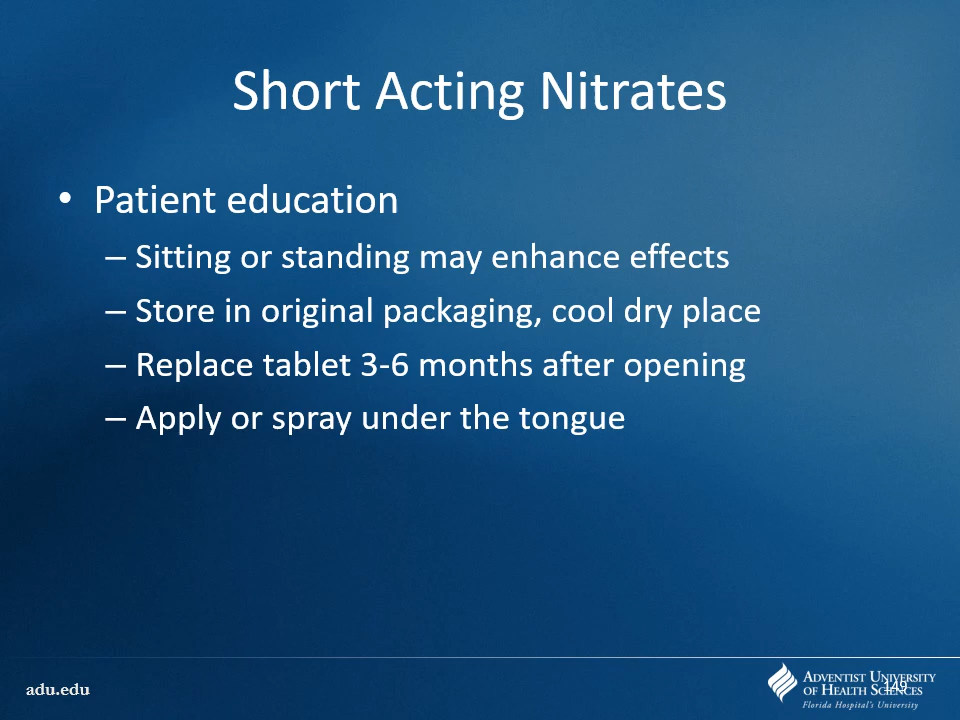 Short Acting Nitrates
• Patient education
– Sitting or standing may enhance effects
– Store in original packaging, cool dry place
– Replace tablet 3-6 months after opening
– Apply or spray under the tongue
adu.edu
ADVENTIST UNIVERSITY
OF HEALTH SCIENCES
149
Florida Hospital's University